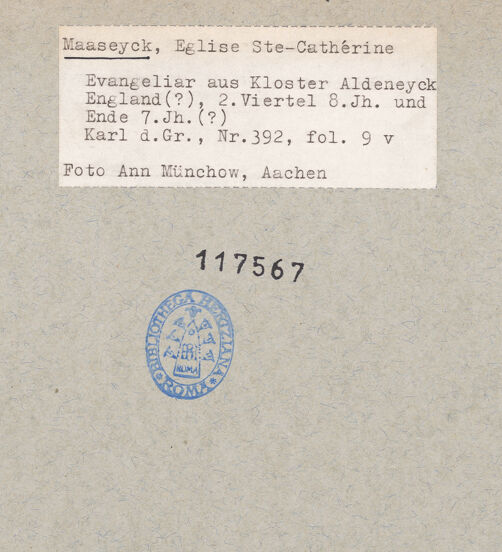 Maaseyck, Eglise Ste-Cathérine
Evangeliar aus Kloster Aldeneyck
England(?), 2.Viertel 8.Jh. und
Ende 7.Jh.(?)
Karl d.Gr., Nr.392, fol. 9 v
Foto Ann Münchow, Aachen
117567
*BIBLIOTHECA HERTZIANA*
ROMA
ROMA